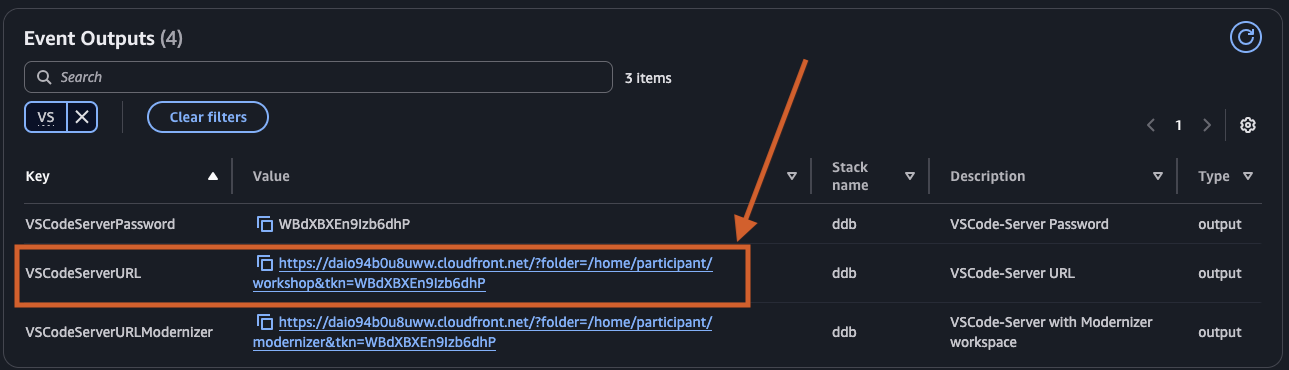 Event Outputs (4)
Search
3 items
VS
Clear filters
1
Key Value Stack name Description Type
VSCodeServerPassword WBdXBXEn9Izb6dhP ddb VSCode-Server Password output
VSCodeServerURL https://daio94b0u8uww.cloudfront.net/?folder=/home/participant/
workshop&tkn=WBdXBXEn9Izb6dhP ddb VSCode-Server URL output
VSCodeServerURLModernizer https://daio94b0u8uww.cloudfront.net/?folder=/home/participant/
modernizer&tkn=WBdXBXEn9Izb6dhP ddb VSCode-Server with Modernizer
workspace output